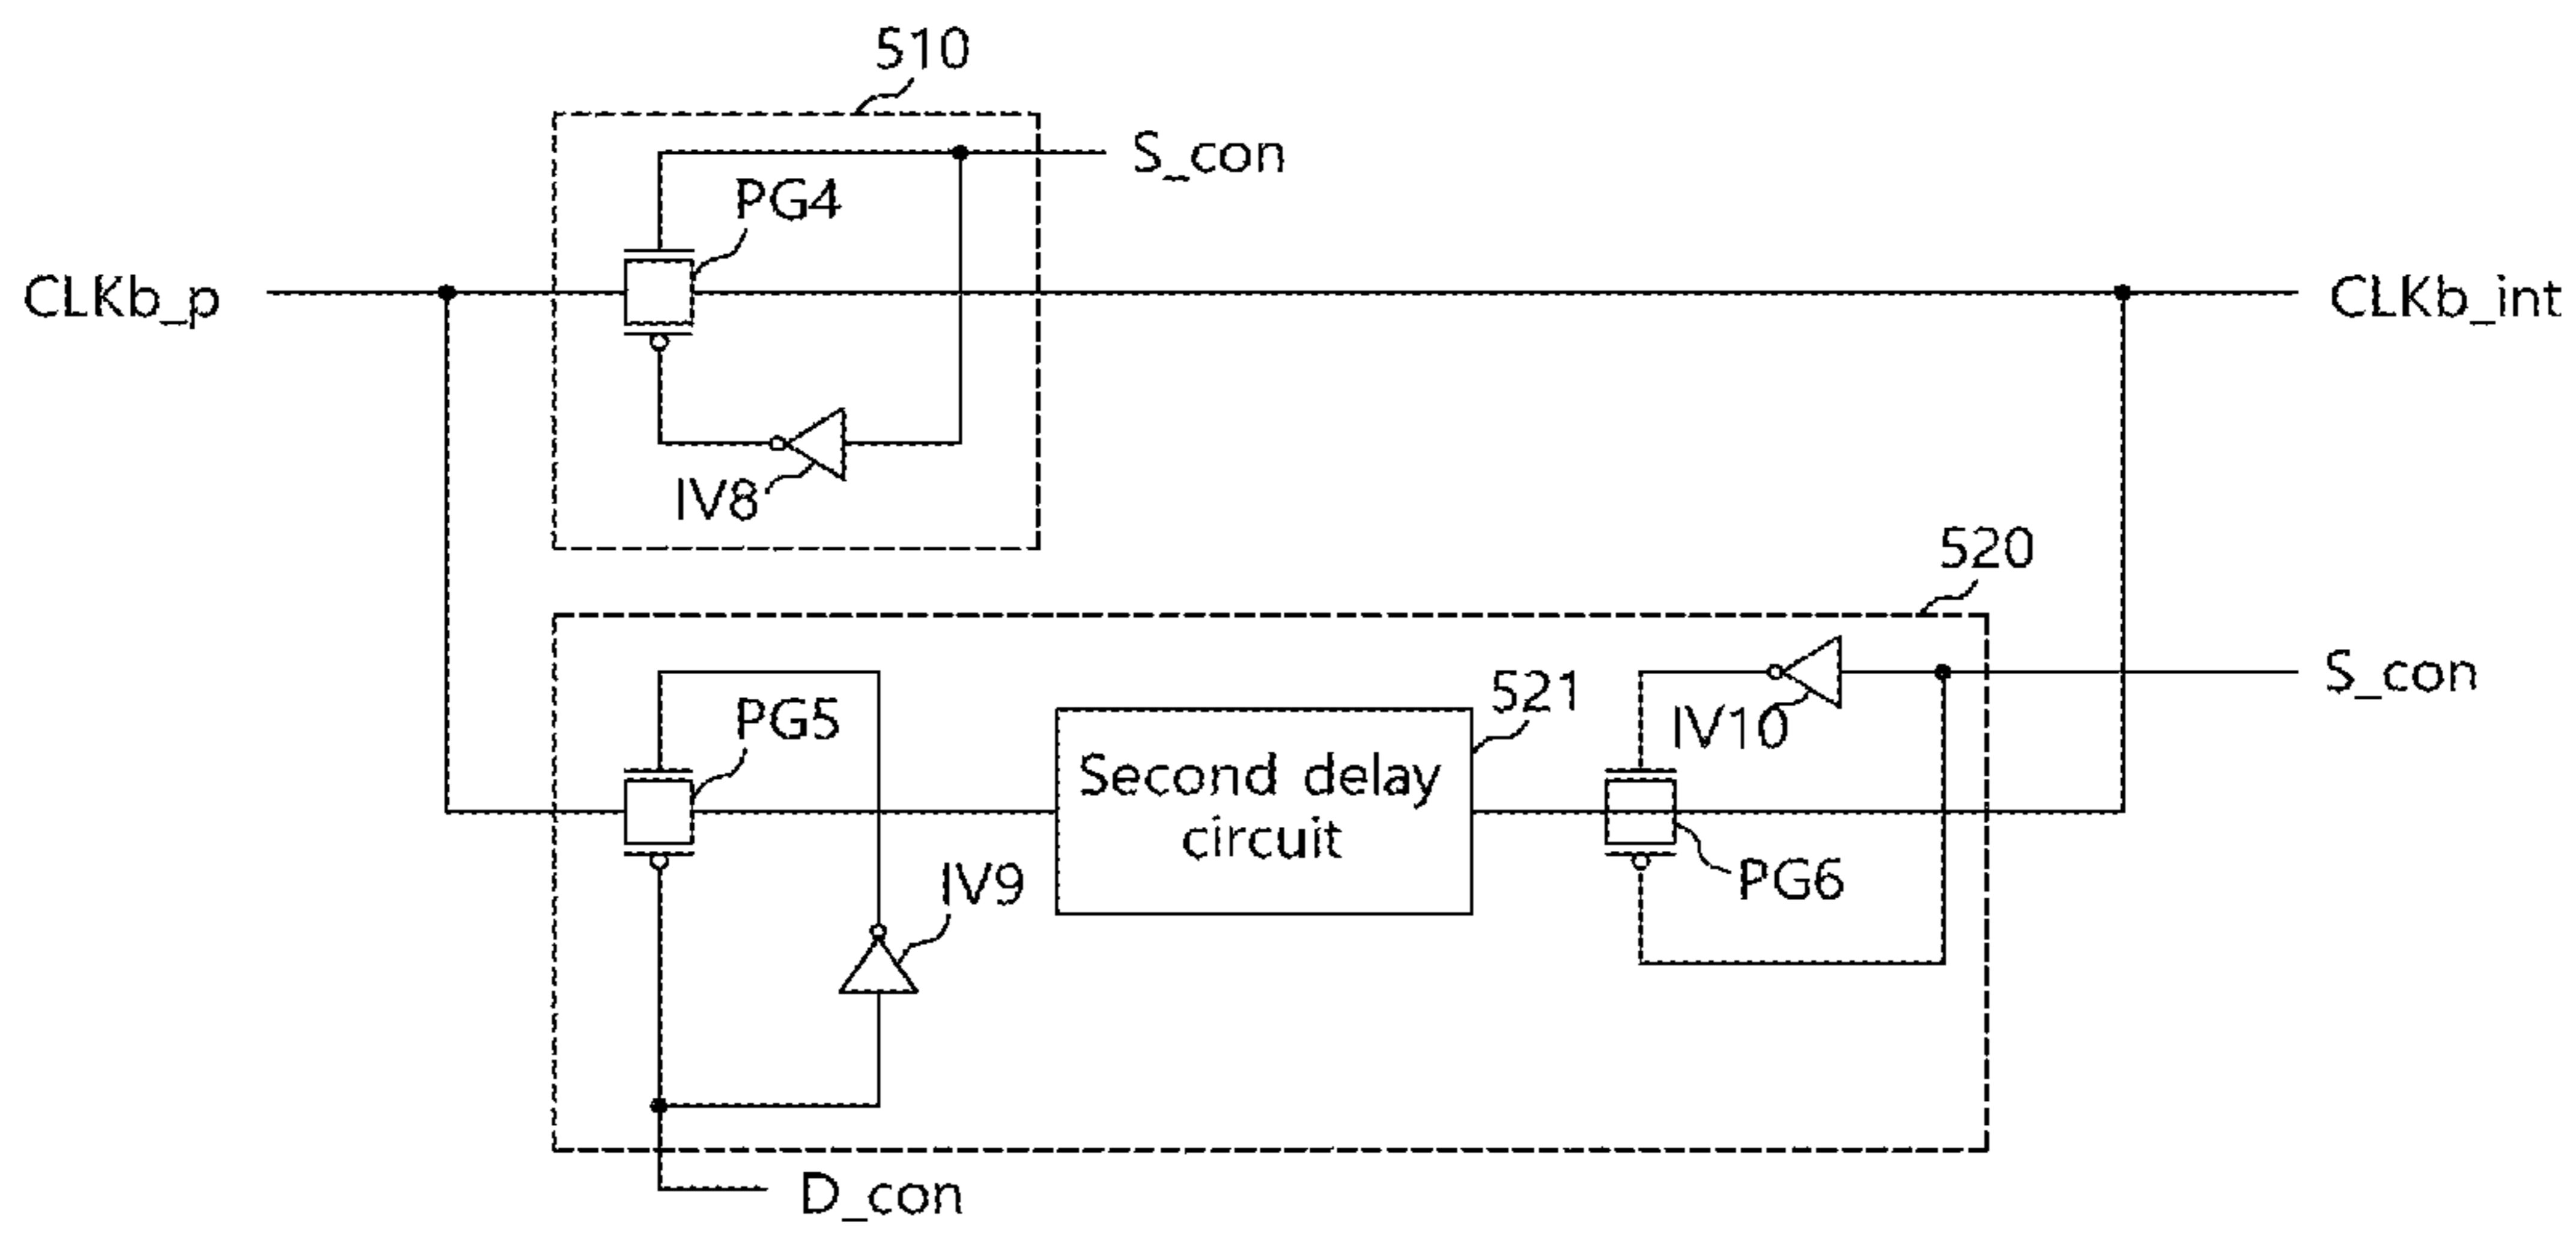 510
S_con
PG4
CLKb_p
CLKb_int
IV8
520
S_con
521
PG5
IV10
Second delay
circuit
IV9
PG6
D_con